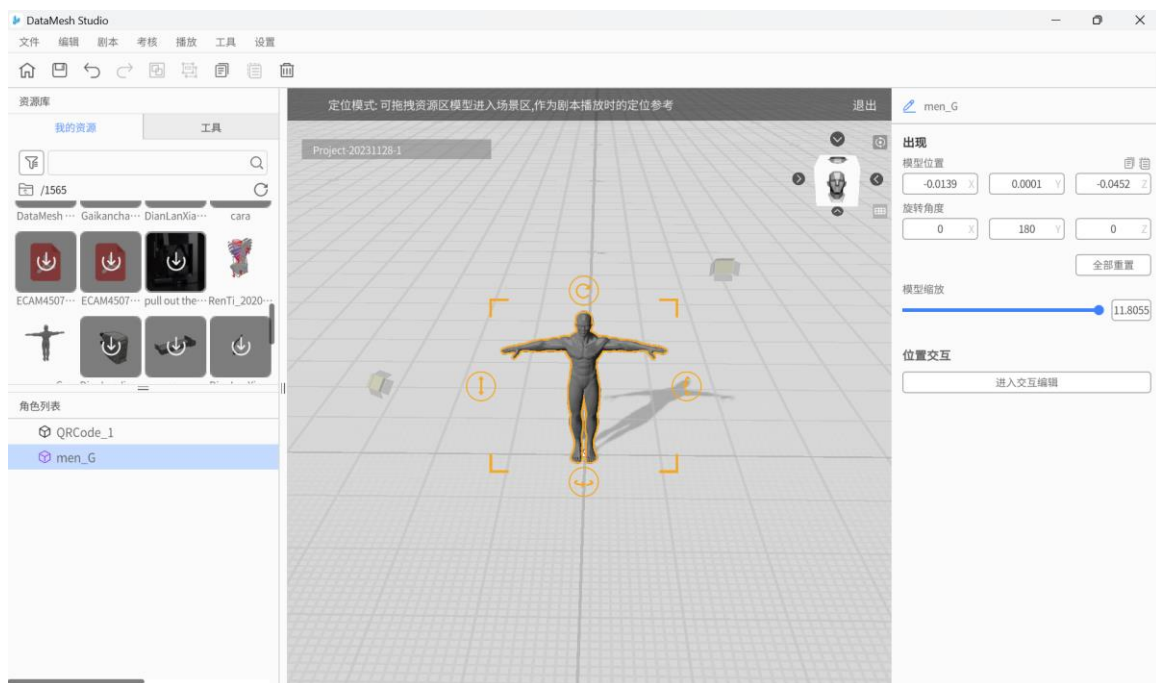 DataMesh Studio
文件 编辑 剧本 考核 播放 工具 设置
资源库
我的资源 工具
/1565
DataMesh ··· Gaikancha··· DianLanXia··· cara
ECAM4507··· ECAM4507··· pull out the··· RenTi_2020···
角色列表
QRCode_1
men_G
定位模式: 可拖拽资源区模型进入场景区,作为剧本播放时的定位参考 退出
Project-20231128-1
men_G
出现
模型位置
-0.0139 X 0.0001 Y -0.0452 Z
旋转角度
0 X 180 Y 0 Z
全部重置
模型缩放
11.8055
位置交互
进入交互编辑